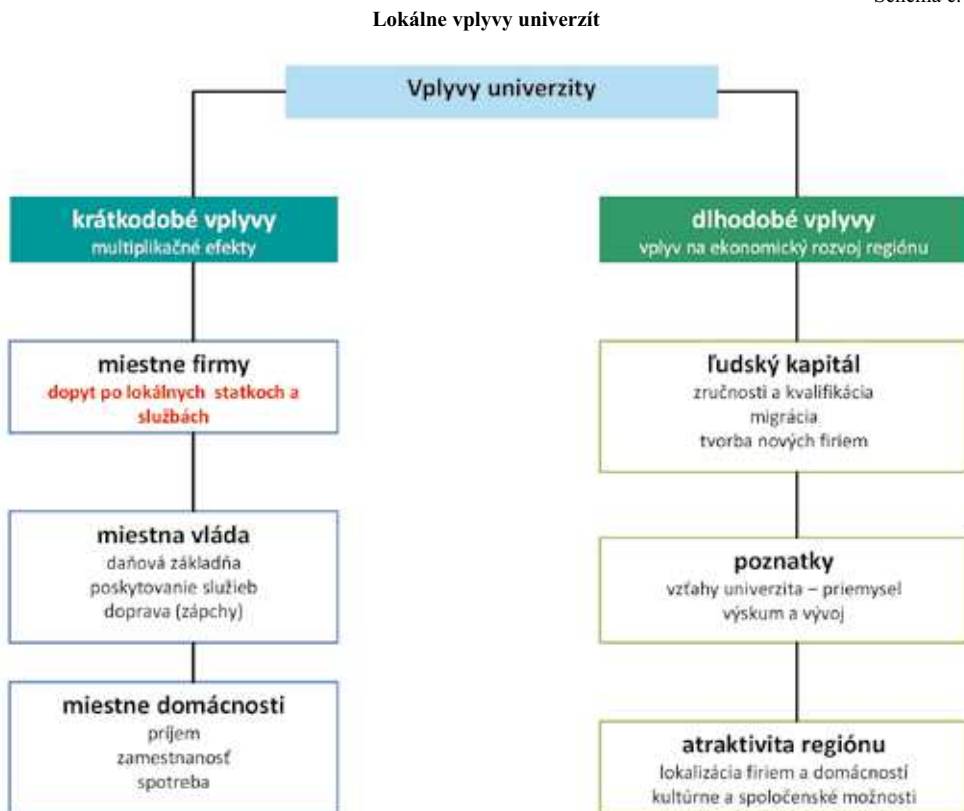 Lokálne vplyvy univerzít
Vplyvy univerzity
krátkodobé vplyvy
multiplikačné efekty
miestne firmy
dopyt po lokálnych statkoch a
službách
miestna vláda
daňová základňa
poskytovanie služieb
doprava (zápchy)
miestne domácnosti
príjem
zamestnanosť
spotreba
dlhodobé vplyvy
vplyv na ekonomický rozvoj regiónu
ľudský kapitál
zručnosti a kvalifikácia
migrácia
tvorba nových firiem
poznatky
vzťahy univerzita – priemysel
výskum a vývoj
atraktivita regiónu
lokalizácia firiem a domácností
kultúrne a spoločenské možnosti